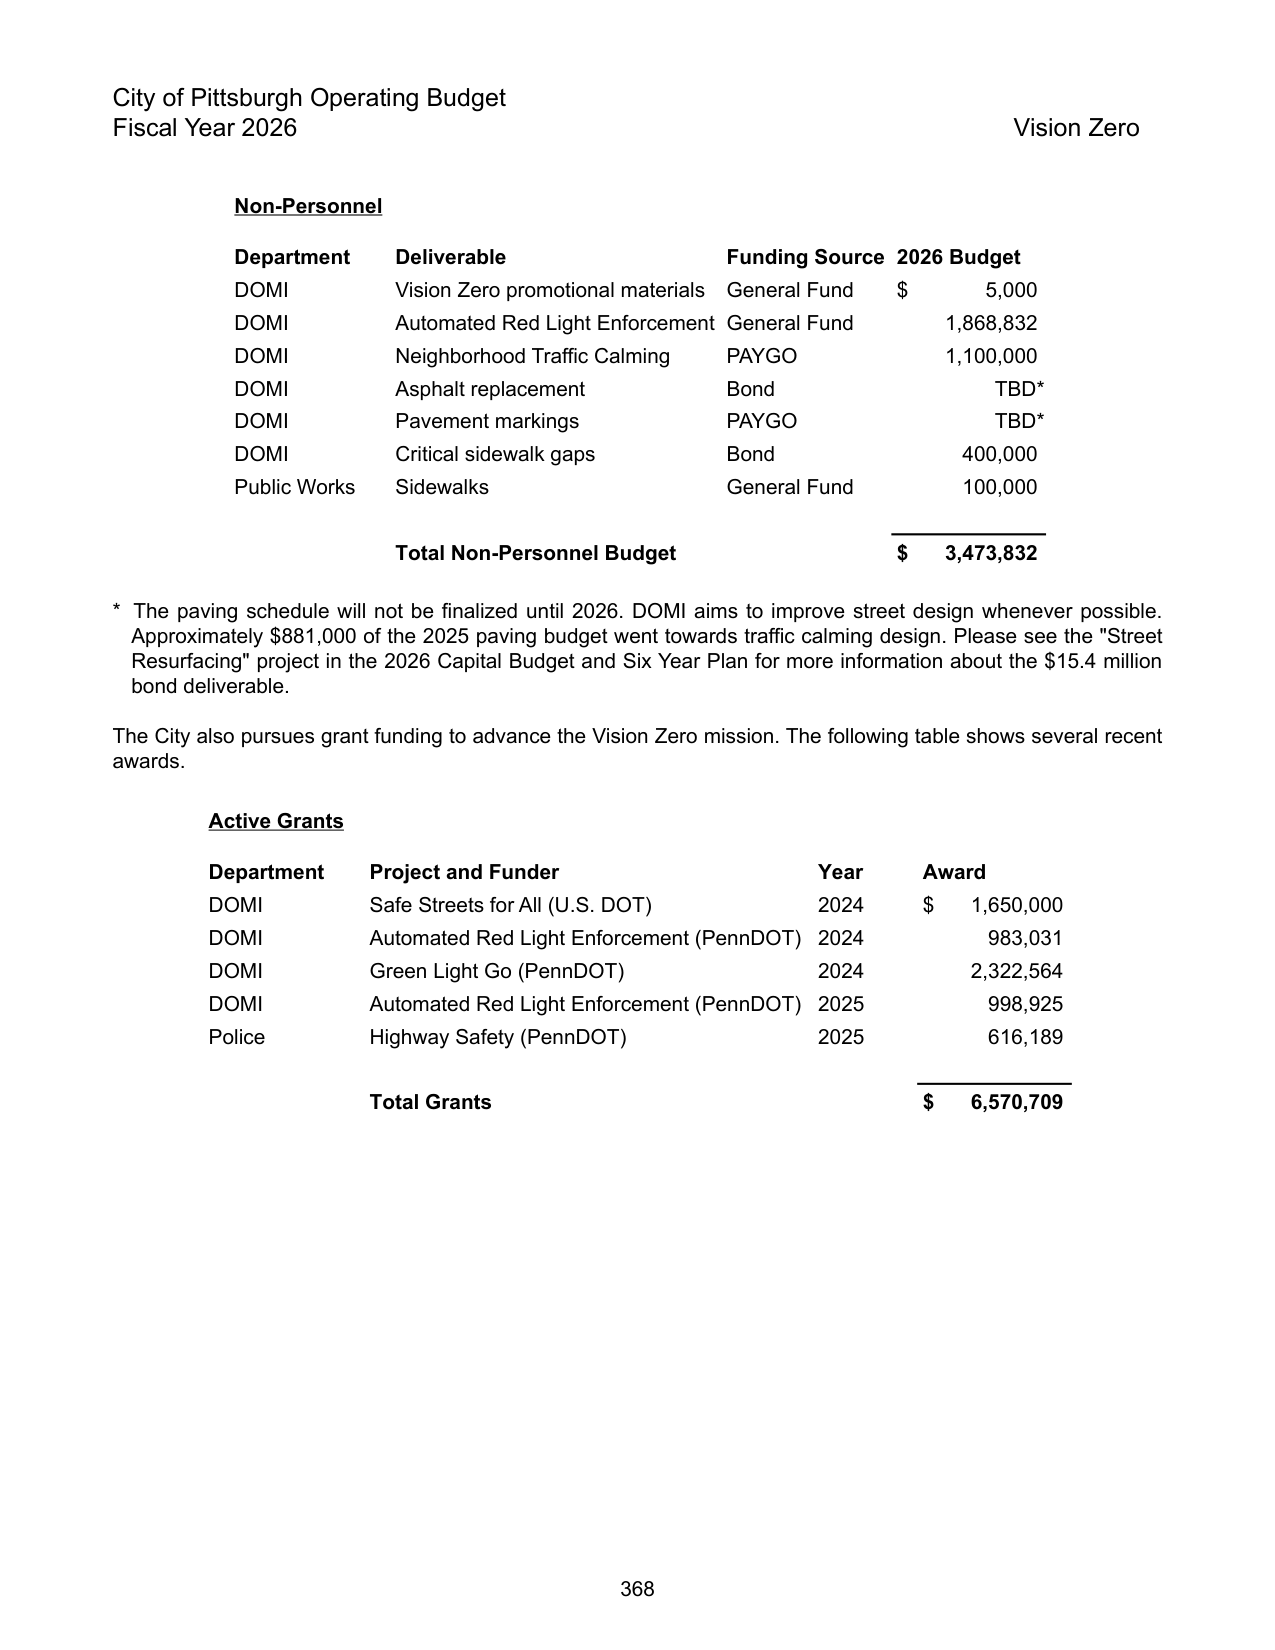 City of Pittsburgh Operating Budget
Fiscal Year 2026 Vision Zero
Non-Personnel
Department Deliverable Funding Source 2026 Budget
DOMI Vision Zero promotional materials General Fund $ 5,000
DOMI Automated Red Light Enforcement General Fund 1,868,832
DOMI Neighborhood Traffic Calming PAYGO 1,100,000
DOMI Asphalt replacement Bond TBD*
DOMI Pavement markings PAYGO TBD*
DOMI Critical sidewalk gaps Bond 400,000
Public Works Sidewalks General Fund 100,000
Total Non-Personnel Budget $ 3,473,832
* The paving schedule will not be finalized until 2026. DOMI aims to improve street design whenever possible.
Approximately $881,000 of the 2025 paving budget went towards traffic calming design. Please see the "Street
Resurfacing" project in the 2026 Capital Budget and Six Year Plan for more information about the $15.4 million
bond deliverable.
The City also pursues grant funding to advance the Vision Zero mission. The following table shows several recent
awards.
Active Grants
Department Project and Funder Year Award
DOMI Safe Streets for All (U.S. DOT) 2024 $ 1,650,000
DOMI Automated Red Light Enforcement (PennDOT) 2024 983,031
DOMI Green Light Go (PennDOT) 2024 2,322,564
DOMI Automated Red Light Enforcement (PennDOT) 2025 998,925
Police Highway Safety (PennDOT) 2025 616,189
Total Grants $ 6,570,709
368